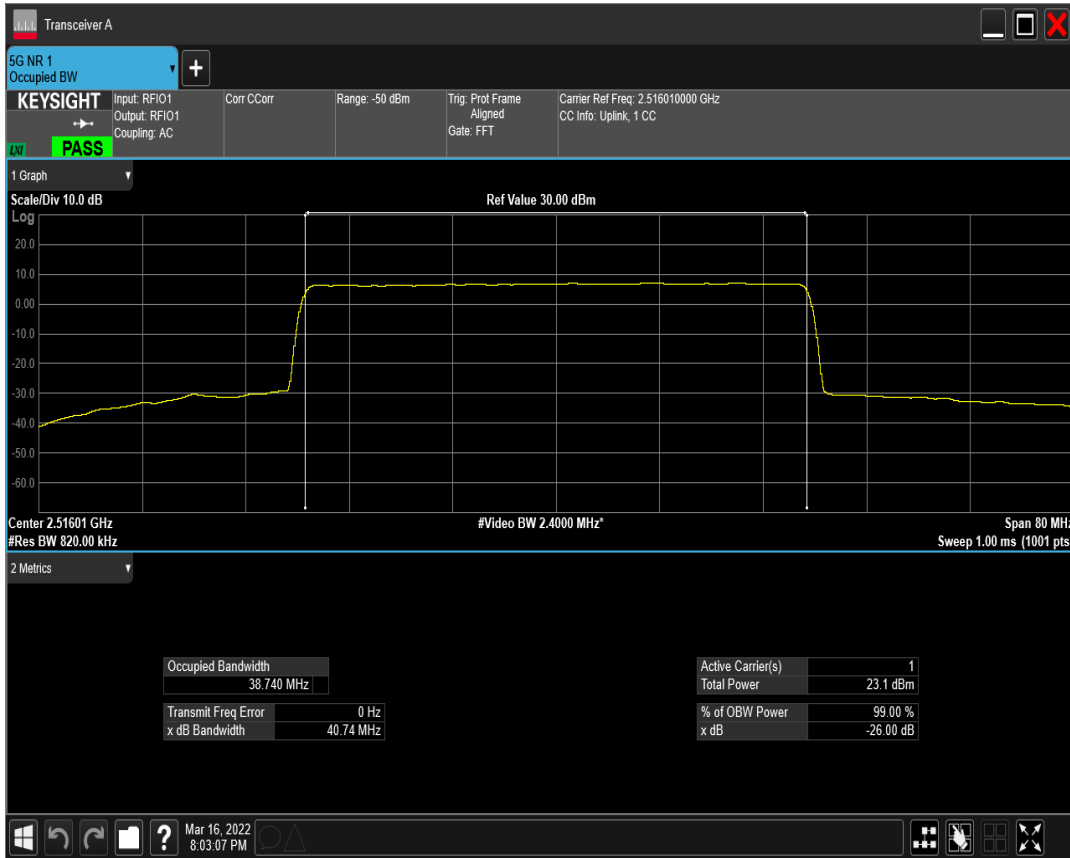 Transceiver A
5G NR 1
Occupied BW
KEYSIGHT
LXI
PASS
Input: RFIO1
Output: RFIO1
Coupling: AC
Corr CCorr
Range: -50 dBm
Trig: Prot Frame
Aligned
Gate: FFT
Carrier Ref Freq: 2.516010000 GHz
CC Info: Uplink, 1 CC
1 Graph
Scale/Div 10.0 dB
Ref Value 30.00 dBm
Log
20.0
10.0
0.00
-10.0
-20.0
-30.0
-40.0
-50.0
-60.0
Center 2.51601 GHz
#Video BW 2.4000 MHz*
Span 80 MHz
#Res BW 820.00 kHz
Sweep 1.00 ms (1001 pts
2 Metrics
Occupied Bandwidth
38.740 MHz
Transmit Freq Error 0 Hz
x dB Bandwidth 40.74 MHz
Active Carrier(s) 1
Total Power 23.1 dBm
% of OBW Power 99.00 %
x dB -26.00 dB
?
Mar 16, 2022
8:03:07 PM